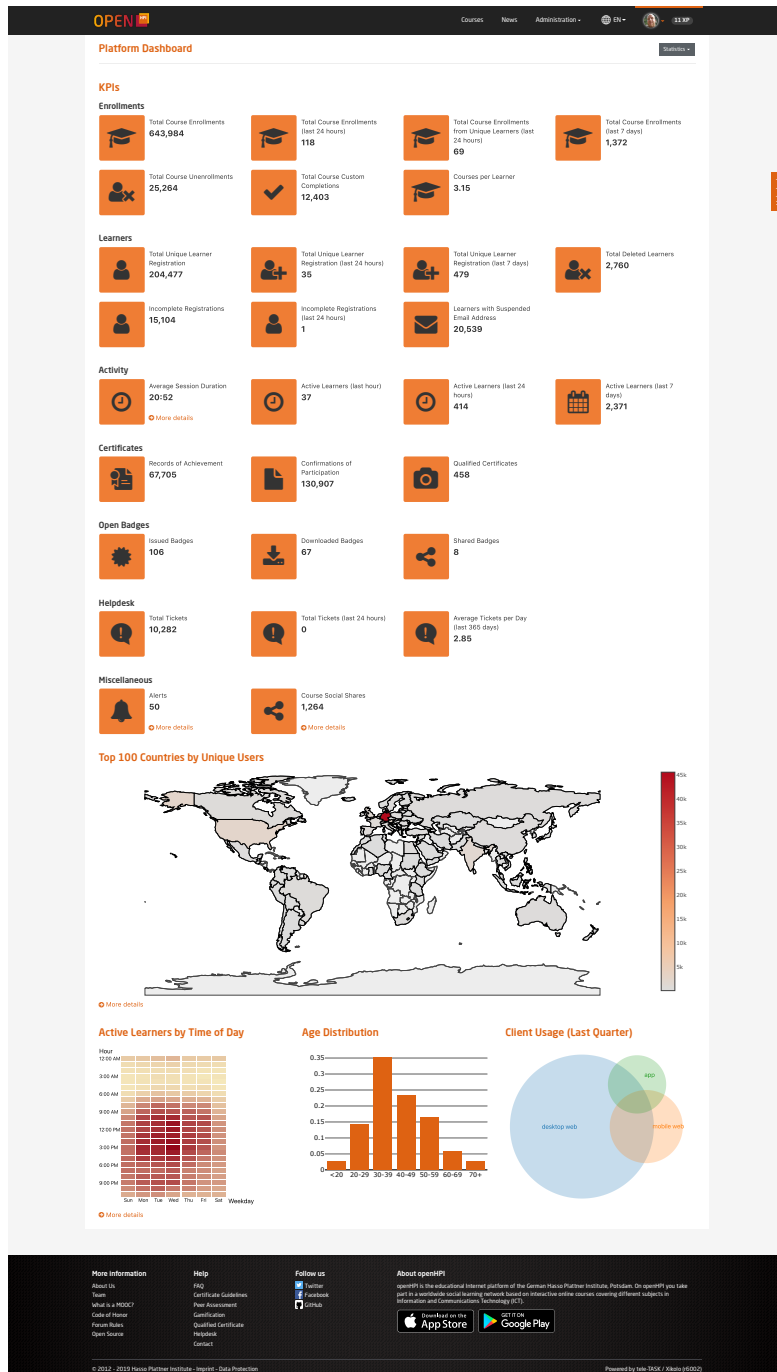 OPEN HPI
Courses News Administration EN 11 XP
Platform Dashboard
Statistics
KPIs
Enrollments
Total Course Enrollments
643,984
Total Course Enrollments
(last 24 hours)
118
Total Course Enrollments
from Unique Learners (last
24 hours)
69
Total Course Enrollments
(last 7 days)
1,372
Total Course Unenrollments
25,264
Total Course Custom
Completions
12,403
Courses per Learner
3.15
Learners
Total Unique Learner
Registration
204,477
Total Unique Learner
Registration (last 24 hours)
35
Total Unique Learner
Registration (last 7 days)
479
Total Deleted Learners
2,760
Incomplete Registrations
15,104
Incomplete Registrations
(last 24 hours)
1
Learners with Suspended
Email Address
20,539
Activity
Average Session Duration
20:52
More details
Active Learners (last hour)
37
Active Learners (last 24
hours)
414
Active Learners (last 7
days)
2,371
Certificates
Records of Achievement
67,705
Confirmations of
Participation
130,907
Qualified Certificates
458
Open Badges
Issued Badges
106
Downloaded Badges
67
Shared Badges
8
Helpdesk
Total Tickets
10,282
Total Tickets (last 24 hours)
0
Average Tickets per Day
(last 365 days)
2.85
Miscellaneous
Alerts
50
More details
Course Social Shares
1,264
More details
Top 100 Countries by Unique Users
45k
40k
35k
30k
25k
20k
15k
10k
5k
More details
Active Learners by Time of Day
Hour
12:00 AM
3:00 AM
6:00 AM
9:00 AM
12:00 PM
3:00 PM
6:00 PM
9:00 PM
Sun Mon Tue Wed Thu Fri Sat Weekday
More details
Age Distribution
0.35
0.3
0.25
0.2
0.15
0.1
0.05
0
<20 20-29 30-39 40-49 50-59 60-69 70+
Client Usage (Last Quarter)
app
desktop web
mobile web
More information
About Us
Team
What is a MOOC?
Code of Honor
Forum Rules
Open Source
Help
FAQ
Certificate Guidelines
Peer Assessment
Gamification
Qualified Certificate
Helpdesk
Contact
Follow us
Twitter
Facebook
GitHub
About openHPI
openHPI is the educational Internet platform of the German Hasso Plattner Institute, Potsdam. On openHPI you take
part in a worldwide social learning network based on interactive online courses covering different subjects in
Information and Communications Technology (ICT).
Download on the
App Store
GET IT ON
Google Play
© 2012 - 2019 Hasso Plattner Institute - Imprint - Data Protection
Powered by tele-TASK / Xikolo (r6002)